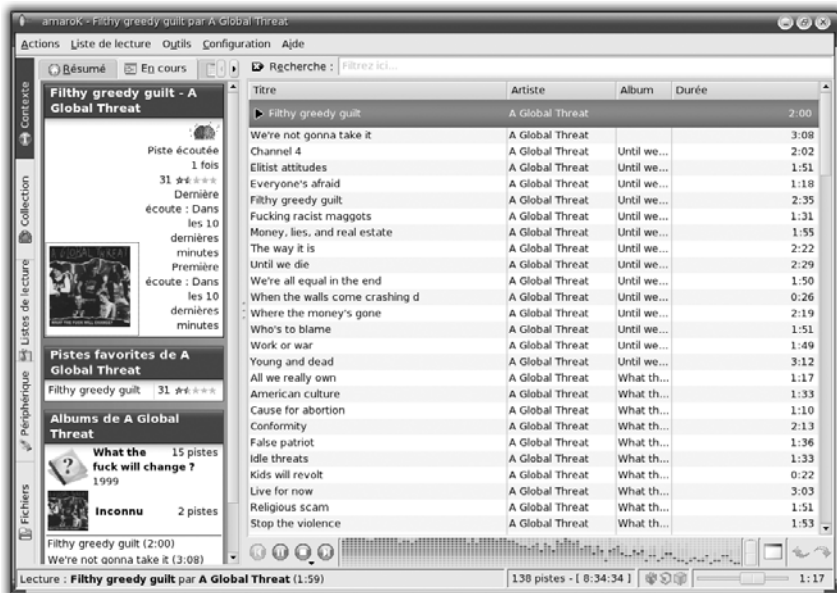 amaroK - Filthy greedy guilt par A Global Threat
Actions Liste de lecture Outils Configuration Aide
Résumé En cours
Recherche : Filtrez ici...
Contexte
Collection
Listes de lecture
Périphérique
Fichiers
Filthy greedy guilt - A
Global Threat
Piste écoutée
1 fois
31
Dernière
écoute : Dans
les 10
dernières
minutes
Première
écoute : Dans
les 10
dernières
minutes
A GLOBAL THREAT
WHAT THE FUCK WILL CHANGE?
Pistes favorites de A
Global Threat
Filthy greedy guilt 31
Albums de A Global
Threat
What the 15 pistes
fuck will change ?
1999
Inconnu 2 pistes
Filthy greedy guilt (2:00)
We're not gonna take it (3:08)
Titre Artiste Album Durée
Filthy greedy guilt A Global Threat 2:00
We're not gonna take it A Global Threat 3:08
Channel 4 A Global Threat Until we... 2:02
Elitist attitudes A Global Threat Until we... 1:51
Everyone's afraid A Global Threat Until we... 1:18
Filthy greedy guilt A Global Threat Until we... 2:35
Fucking racist maggots A Global Threat Until we... 1:31
Money, lies, and real estate A Global Threat Until we... 1:55
The way it is A Global Threat Until we... 2:22
Until we die A Global Threat Until we... 2:29
We're all equal in the end A Global Threat Until we... 1:50
When the walls come crashing d A Global Threat Until we... 0:26
Where the money's gone A Global Threat Until we... 2:19
Who's to blame A Global Threat Until we... 1:51
Work or war A Global Threat Until we... 1:49
Young and dead A Global Threat Until we... 3:12
All we really own A Global Threat What th... 1:17
American culture A Global Threat What th... 1:33
Cause for abortion A Global Threat What th... 1:10
Conformity A Global Threat What th... 2:13
False patriot A Global Threat What th... 1:36
Idle threats A Global Threat What th... 1:33
Kids will revolt A Global Threat What th... 0:22
Live for now A Global Threat What th... 3:03
Religious scam A Global Threat What th... 1:51
Stop the violence A Global Threat What th... 1:53
Lecture : Filthy greedy guilt par A Global Threat (1:59) 138 pistes - [ 8:34:34 ] 1:17